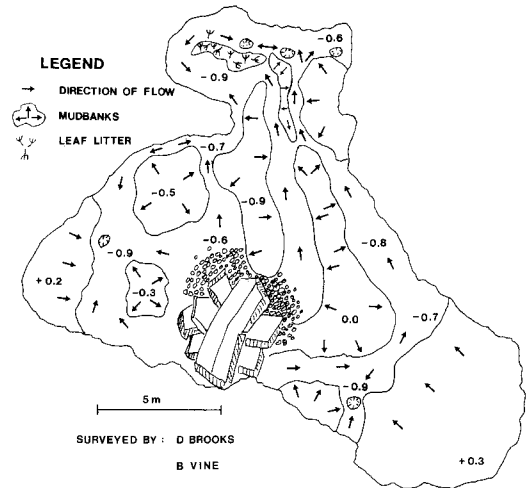 -0.6
LEGEND
DIRECTION OF FLOW
MUDBANKS
LEAF LITTER
-0.9
-0.7
-0.5
-0.9
-0.6
-0.8
-0.9
+0.2
-0.3
0.0
-0.7
-0.9
5 m
SURVEYED BY : D BROOKS
B VINE
+0.3